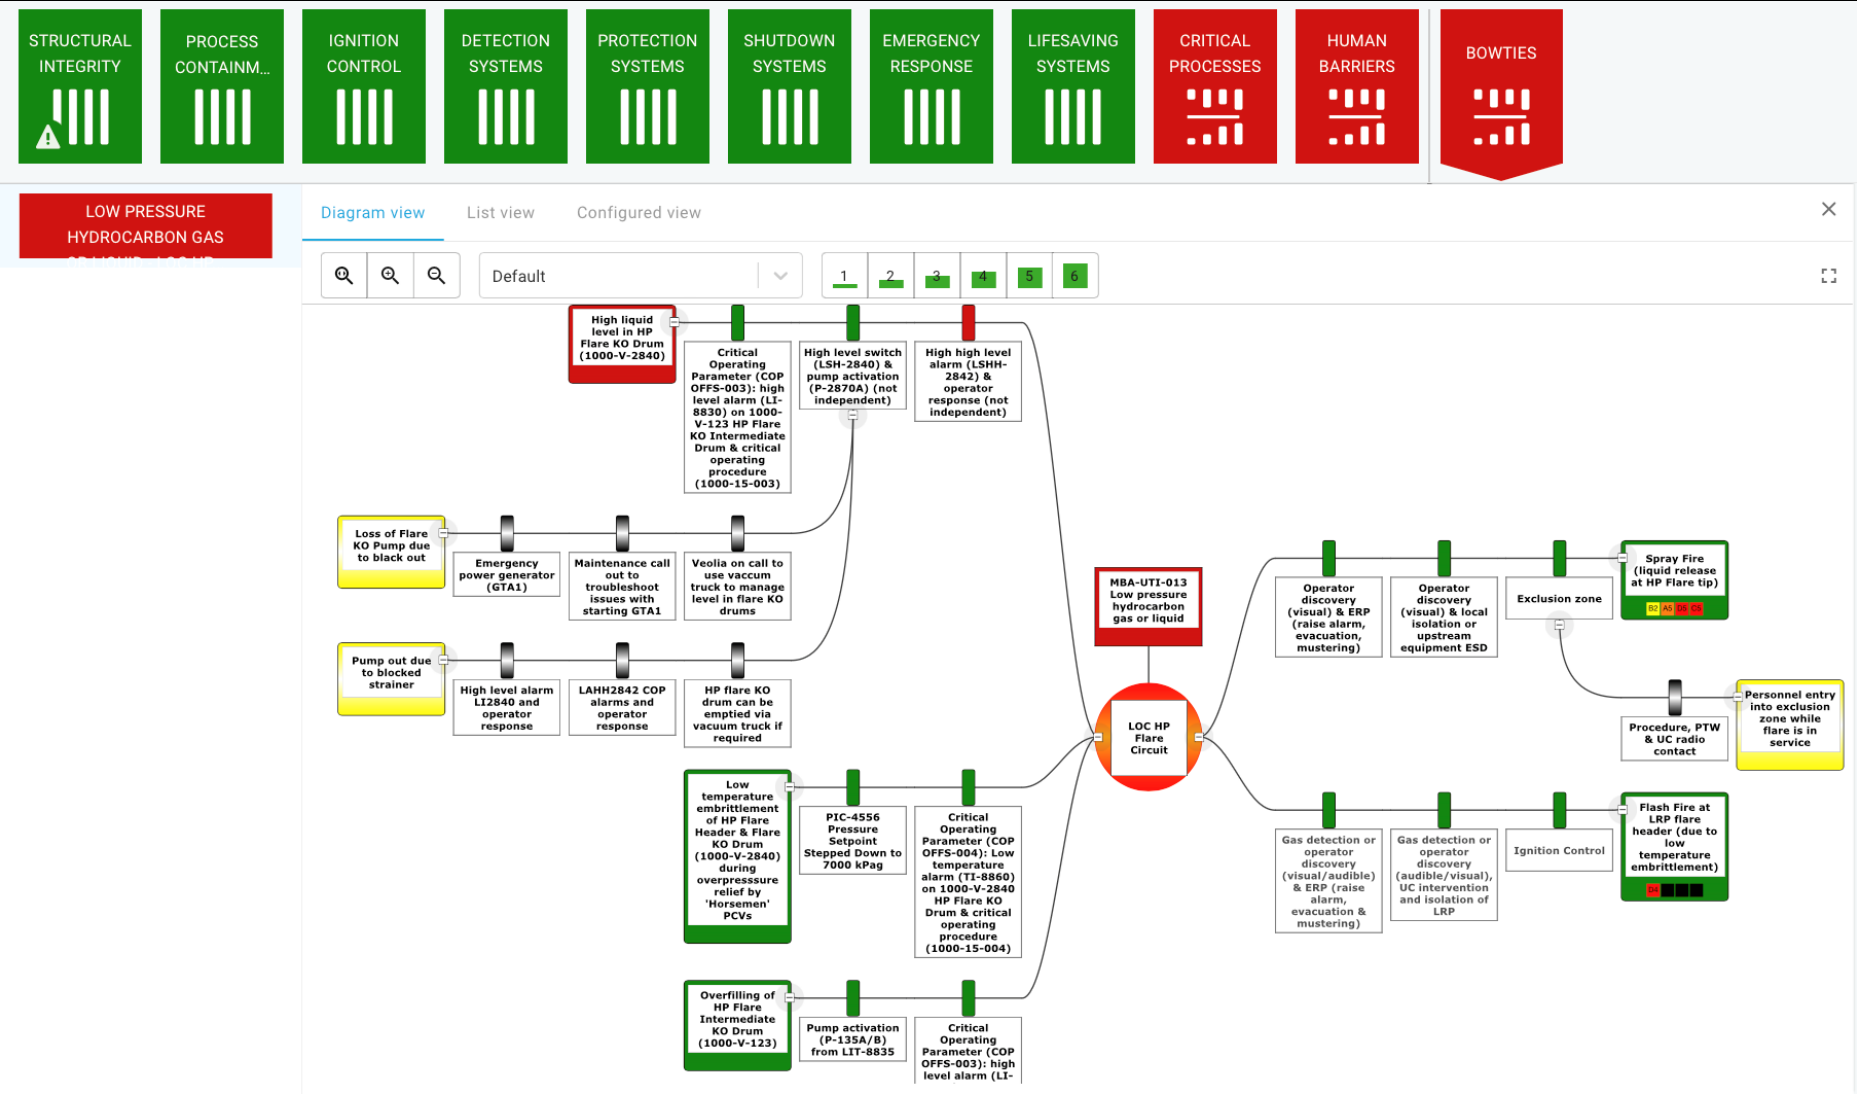 STRUCTURAL
INTEGRITY
PROCESS
CONTAINM...
IGNITION
CONTROL
DETECTION
SYSTEMS
PROTECTION
SYSTEMS
SHUTDOWN
SYSTEMS
EMERGENCY
RESPONSE
LIFESAVING
SYSTEMS
CRITICAL
PROCESSES
HUMAN
BARRIERS
BOWTIES
LOW PRESSURE
HYDROCARBON GAS
Diagram view
List view
Configured view
Default
1
2
3
4
5
6
High liquid
level in HP
Flare KO Drum
(1000-V-2840)
Critical
Operating
Parameter (COP
OFFS-003): high
level alarm (LI-
8830) on 1000-
V-123 HP Flare
KO Intermediate
Drum & critical
operating
procedure
(1000-15-003)
High level switch
(LSH-2840) &
pump activation
(P-2870A) (not
independent)
High high level
alarm (LSHH-
2842) &
operator
response (not
independent)
Loss of Flare
KO Pump due
to black out
Emergency
power generator
(GTA1)
Maintenance call
out to
troubleshoot
issues with
starting GTA1
Veolia on call to
use vaccum
truck to manage
level in flare KO
drums
Pump out due
to blocked
strainer
High level alarm
LI2840 and
operator
response
LAHH2842 COP
alarms and
operator
response
HP flare KO
drum can be
emptied via
vacuum truck if
required
Low
temperature
embrittlement
of HP Flare
Header & Flare
KO Drum
(1000-V-2840)
during
overpresssure
relief by
'Horsemen'
PCVs
PIC-4556
Pressure
Setpoint
Stepped Down to
7000 kPag
Critical
Operating
Parameter (COP
OFFS-004): Low
temperature
alarm (TI-8860)
on 1000-V-2840
HP Flare KO
Drum & critical
operating
procedure
(1000-15-004)
Overfilling of
HP Flare
Intermediate
KO Drum
(1000-V-123)
Pump activation
(P-135A/B)
from LIT-8835
Critical
Operating
Parameter (COP
OFFS-003): high
level alarm (LI-
MBA-UTI-013
Low pressure
hydrocarbon
gas or liquid
LOC HP
Flare
Circuit
Operator
discovery
(visual) & ERP
(raise alarm,
evacuation,
mustering)
Operator
discovery
(visual) & local
isolation or
upstream
equipment ESD
Exclusion zone
Spray Fire
(liquid release
at HP Flare tip)
B2 A5 D5 C5
Procedure, PTW
& UC radio
contact
Personnel entry
into exclusion
zone while
flare is in
service
Gas detection or
operator
discovery
(visual/audible)
& ERP (raise
alarm,
evacuation &
mustering)
Gas detection or
operator
discovery
(audible/visual),
UC intervention
and isolation of
LRP
Ignition Control
Flash Fire at
LRP flare
header (due to
low
temperature
embrittlement)
D4